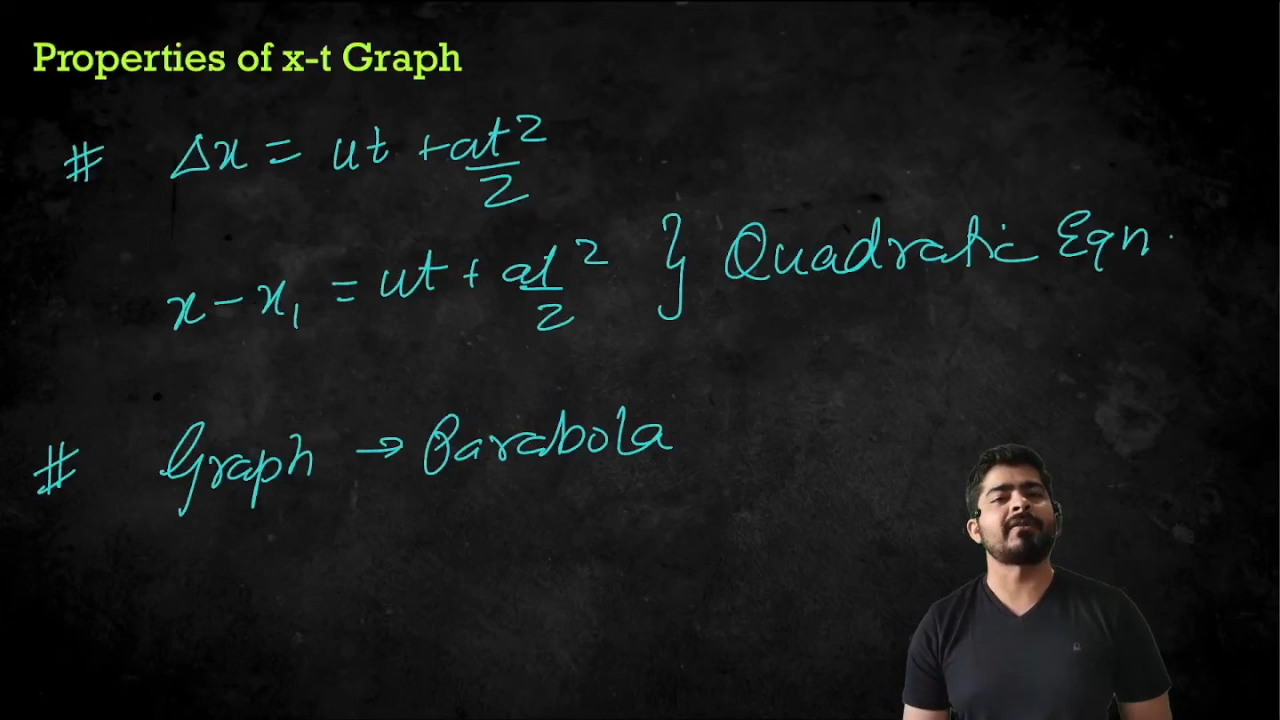 Properties of x-t Graph
# Δx = ut + at²/2
x - x₁ = ut + at²/2 } Quadratic Eqn.
# Graph → Parabola